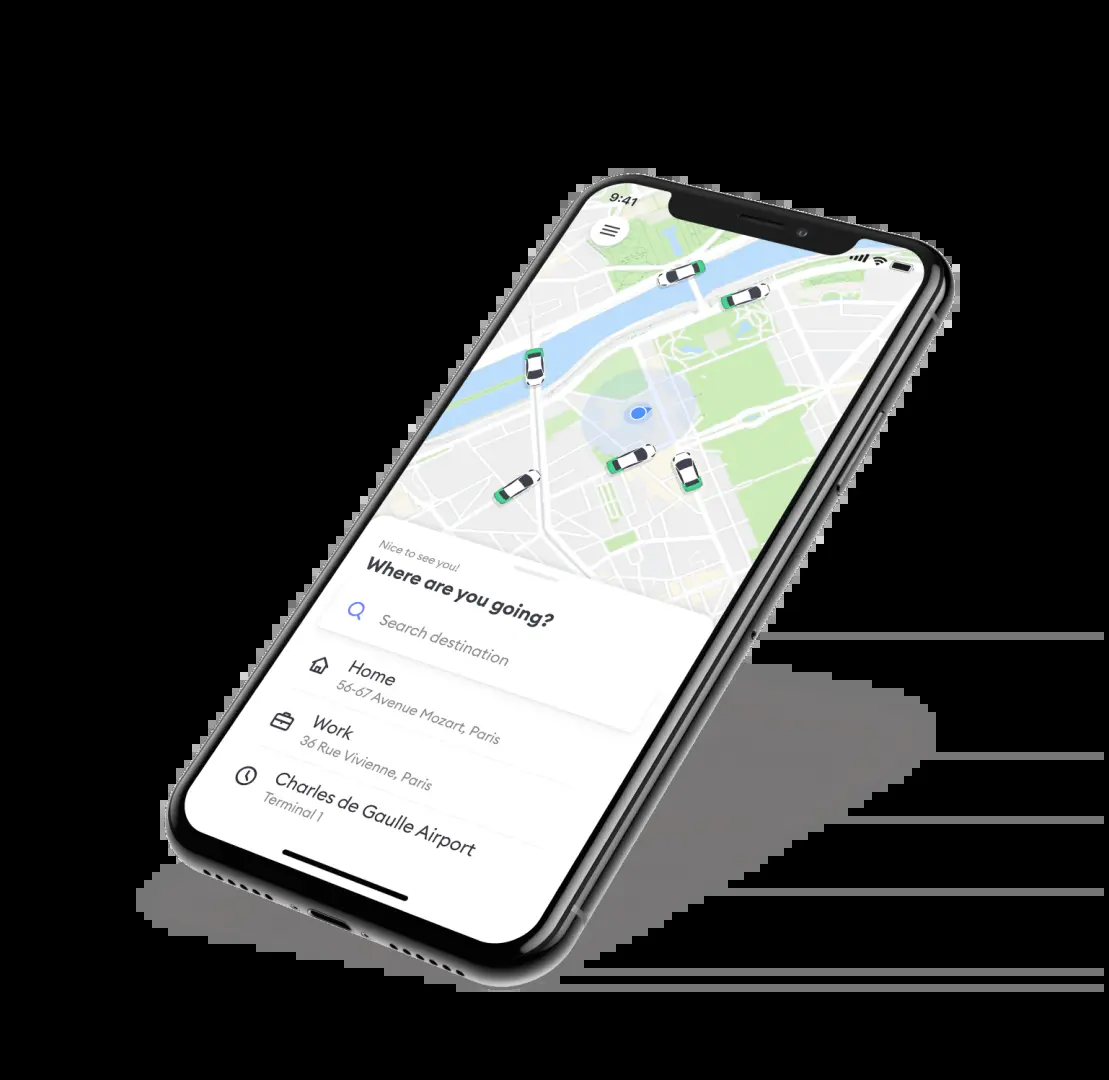 9:41
Nice to see you!
Where are you going?
Search destination
Home
56-67 Avenue Mozart, Paris
Work
36 Rue Vivienne, Paris
Charles de Gaulle Airport
Terminal 1